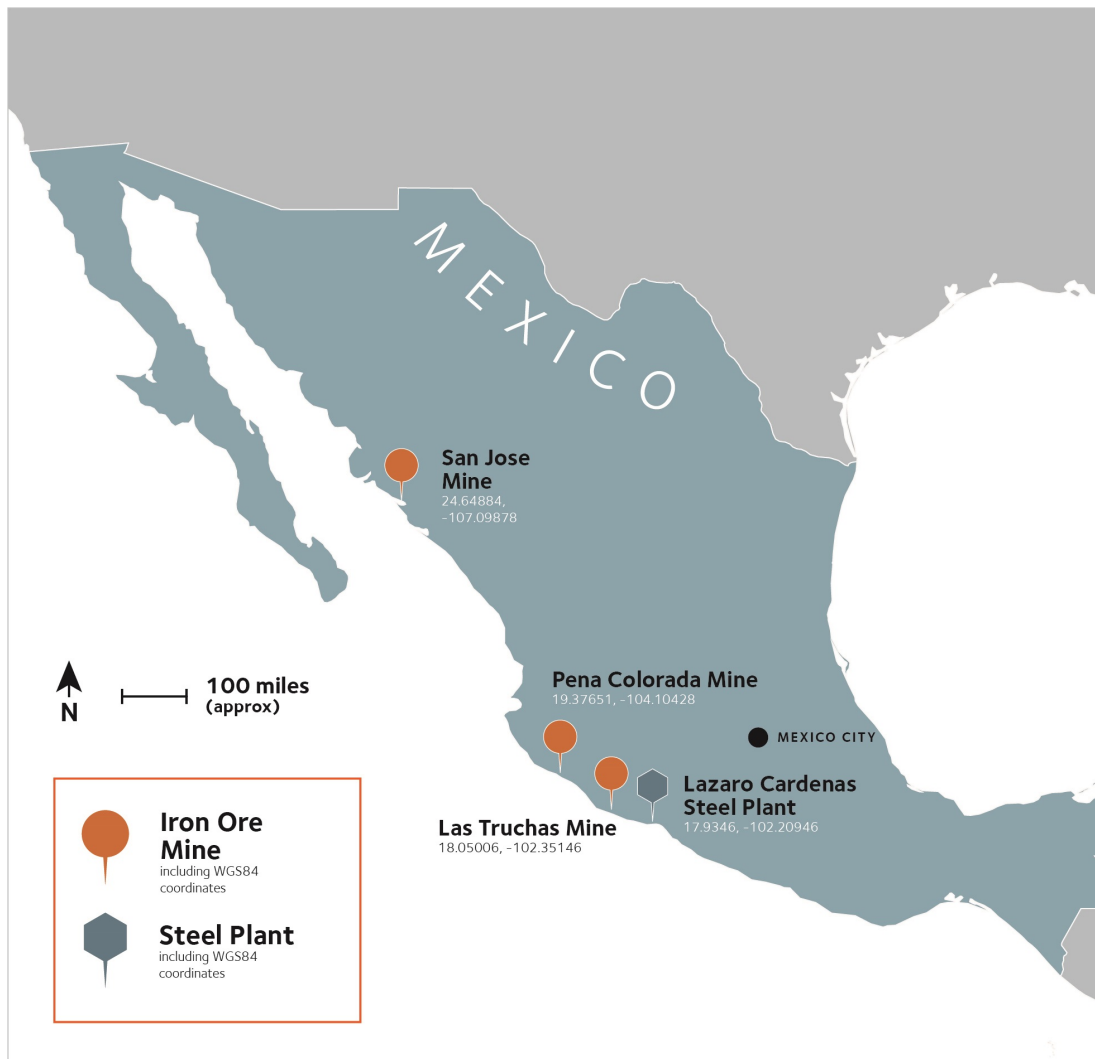 MEXICO
San Jose
Mine
24.64884,
-107.09878
Pena Colorada Mine
19.37651, -104.10428
100 miles
(approx)
N
MEXICO CITY
Lazaro Cardenas
Steel Plant
17.9346, -102.20946
Las Truchas Mine
18.05006, -102.35146
Iron Ore
Mine
including WGS84
coordinates
Steel Plant
including WGS84
coordinates